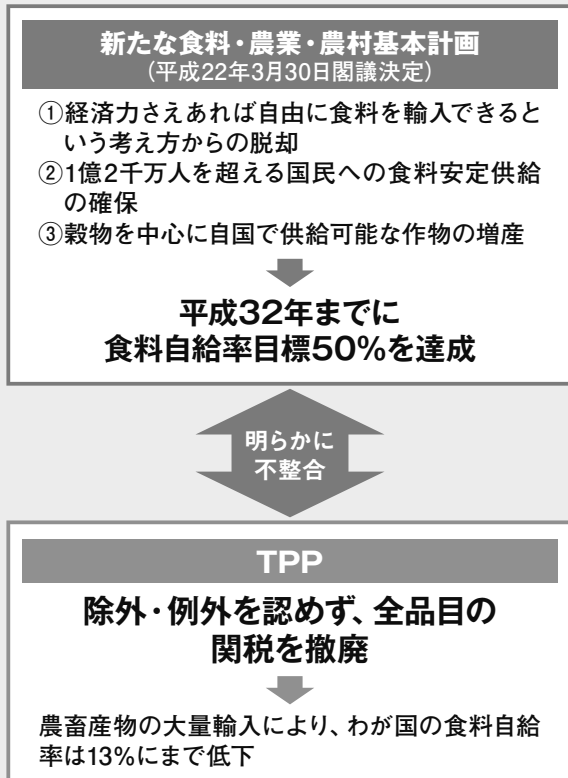 新たな食料・農業・農村基本計画
(平成22年3月30日閣議決定)
①経済力さえあれば自由に食料を輸入できると
いう考え方からの脱却
②1億2千万人を超える国民への食料安定供給
の確保
③穀物を中心に自国で供給可能な作物の増産
平成32年までに
食料自給率目標50%を達成
明らかに
不整合
TPP
除外・例外を認めず、全品目の
関税を撤廃
農畜産物の大量輸入により、わが国の食料自給
率は13%にまで低下